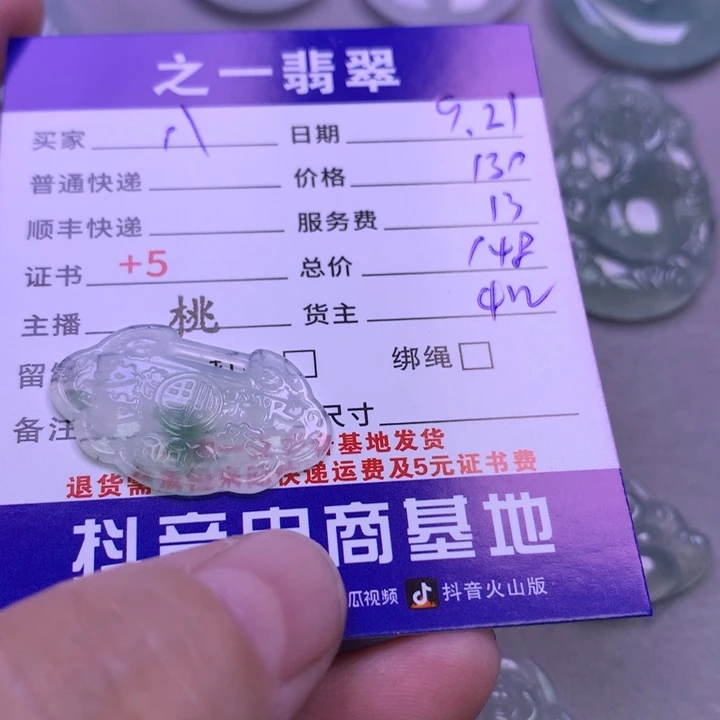 之一翡翠
买家 八 日期 9.21
普通快递 价格 130
顺丰快递 服务费 13
证书 +5 总价 148
主播 桃 货主
留 绑绳
备注 尺寸
基地发货
退货需 快递运费及5元证书费
抖音电商基地
瓜视频 抖音火山版